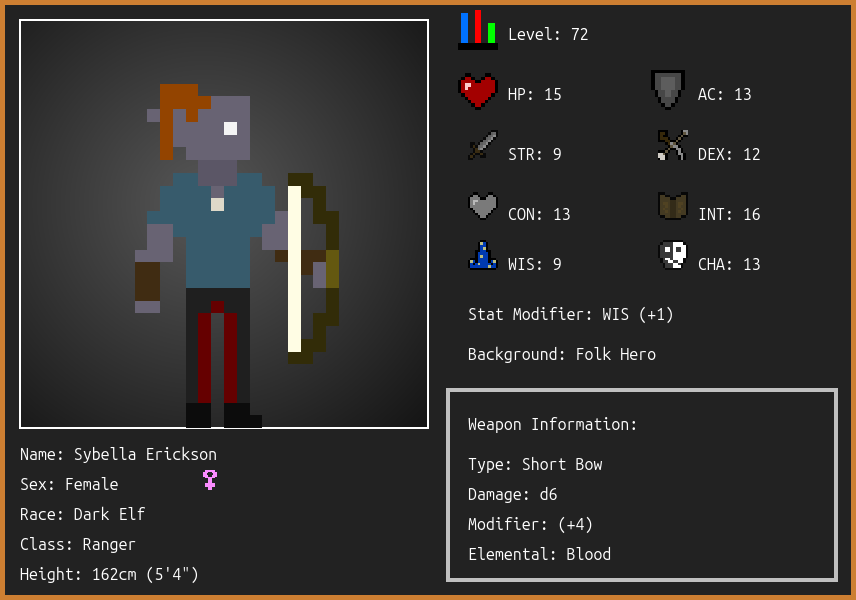 Level: 72
HP: 15
AC: 13
STR: 9
DEX: 12
CON: 13
INT: 16
WIS: 9
CHA: 13
Stat Modifier: WIS (+1)
Background: Folk Hero
Weapon Information:
Type: Short Bow
Damage: d6
Modifier: (+4)
Elemental: Blood
Name: Sybella Erickson
Sex: Female
Race: Dark Elf
Class: Ranger
Height: 162cm (5'4")